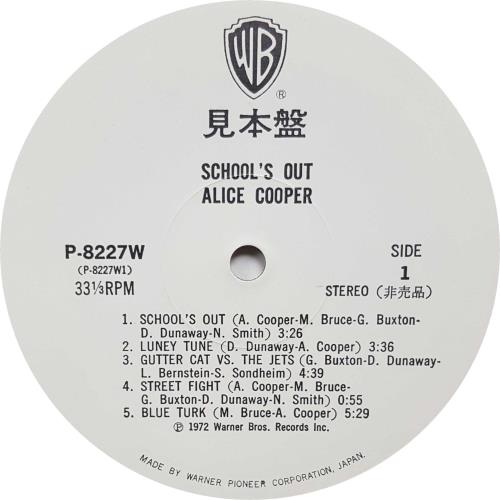 WB
®
見本盤
SCHOOL'S OUT
ALICE COOPER
P-8227W
(P-8227W1)
33⅓RPM
SIDE
1
STEREO (非売品)
1. SCHOOL'S OUT (A. Cooper-M. Bruce-G. Buxton-
D. Dunaway-N. Smith) 3:26
2. LUNEY TUNE (D. Dunaway-A. Cooper) 3:36
3. GUTTER CAT VS. THE JETS (G. Buxton-D. Dunaway-
L. Bernstein-S. Sondheim) 4:39
4. STREET FIGHT (A. Cooper-M. Bruce-
G. Buxton-D. Dunaway-N. Smith) 0:55
5. BLUE TURK (M. Bruce-A. Cooper) 5:29
℗ 1972 Warner Bros. Records Inc.
MADE BY WARNER PIONEER CORPORATION, JAPAN.